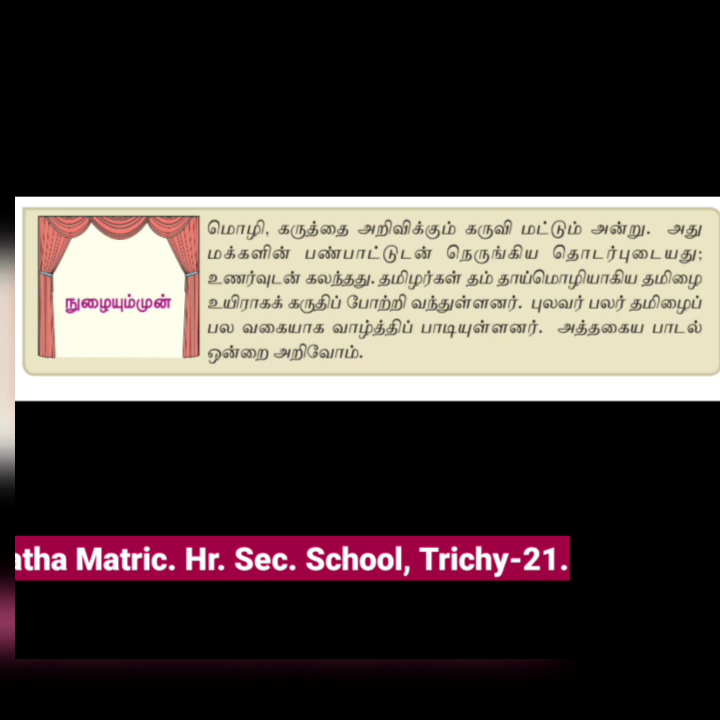 நுழையும்முன்
மொழி, கருத்தை அறிவிக்கும் கருவி மட்டும் அன்று. அது
மக்களின் பண்பாட்டுடன் நெருங்கிய தொடர்புடையது;
உணர்வுடன் கலந்தது. தமிழர்கள் தம் தாய்மொழியாகிய தமிழை
உயிராகக் கருதிப் போற்றி வந்துள்ளனர். புலவர் பலர் தமிழைப்
பல வகையாக வாழ்த்திப் பாடியுள்ளனர். அத்தகைய பாடல்
ஒன்றை அறிவோம்.
Matric. Hr. Sec. School, Trichy-21.